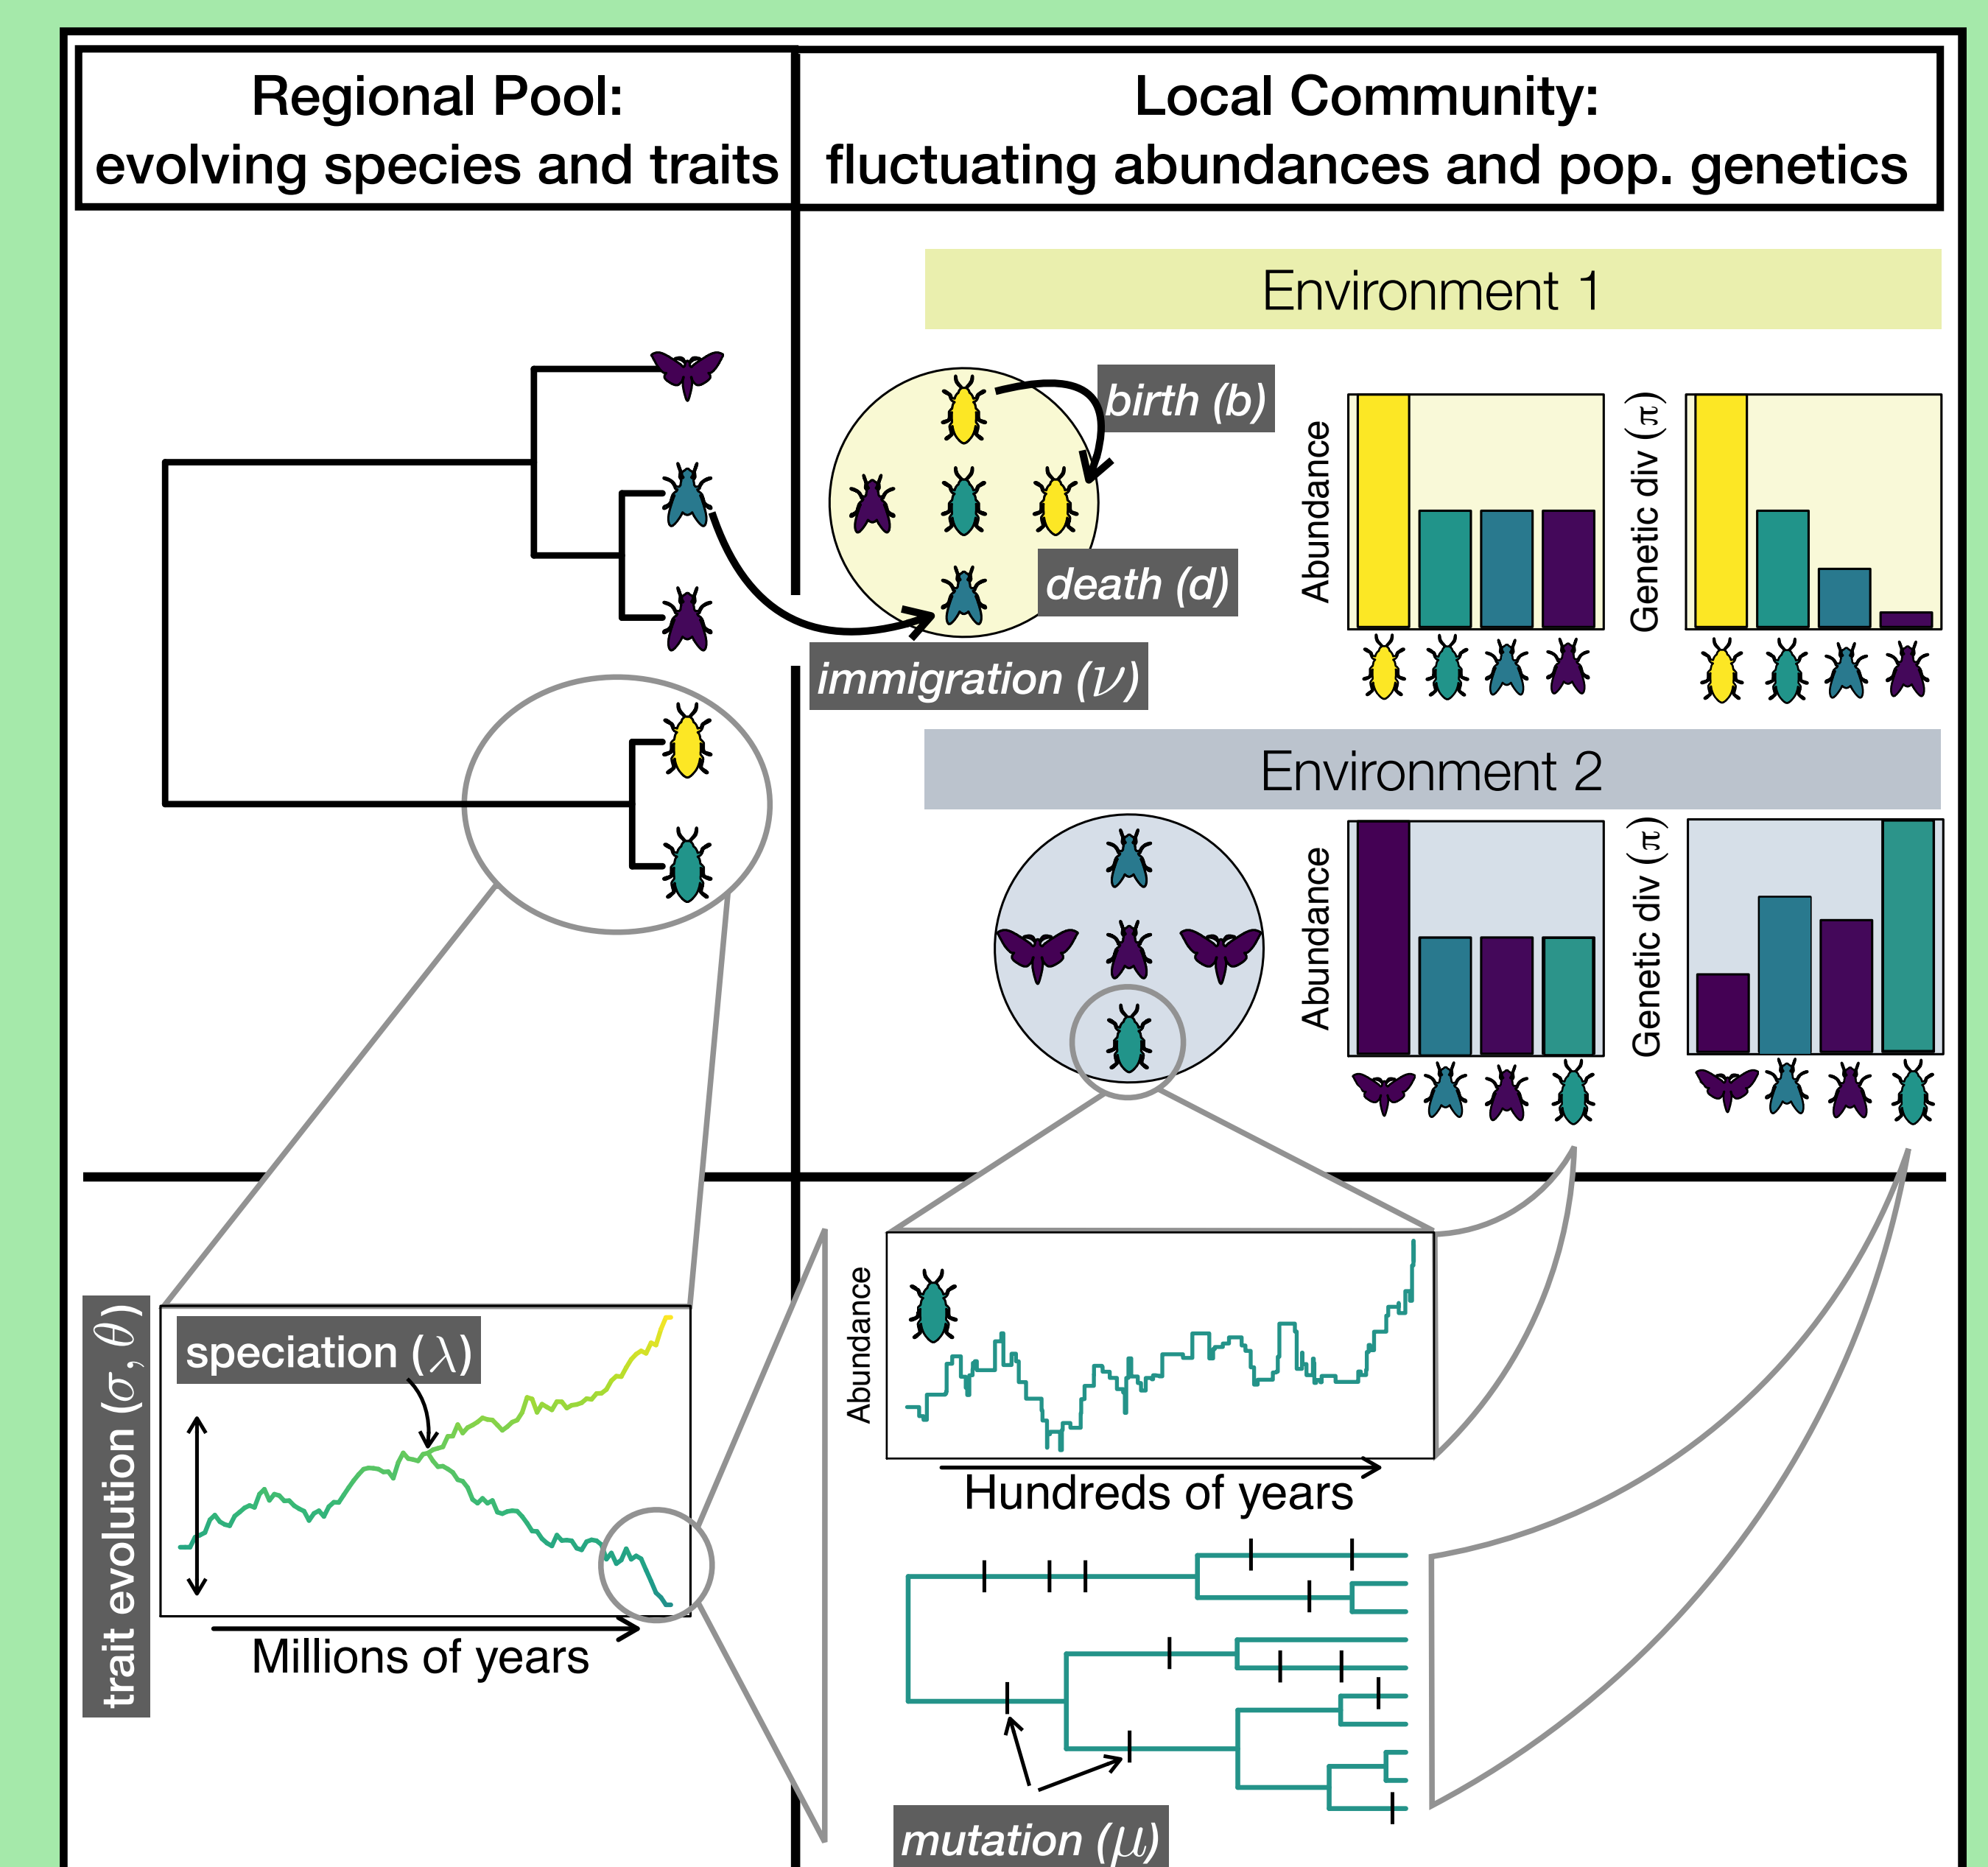 Regional Pool:
evolving species and traits
Local Community:
fluctuating abundances and pop. genetics
Environment 1
birth (b)
death (d)
immigration (ν)
Abundance
Genetic div (π)
Environment 2
Abundance
Genetic div (π)
trait evolution (σ, θ)
speciation (λ)
Millions of years
Abundance
Hundreds of years
mutation (μ)